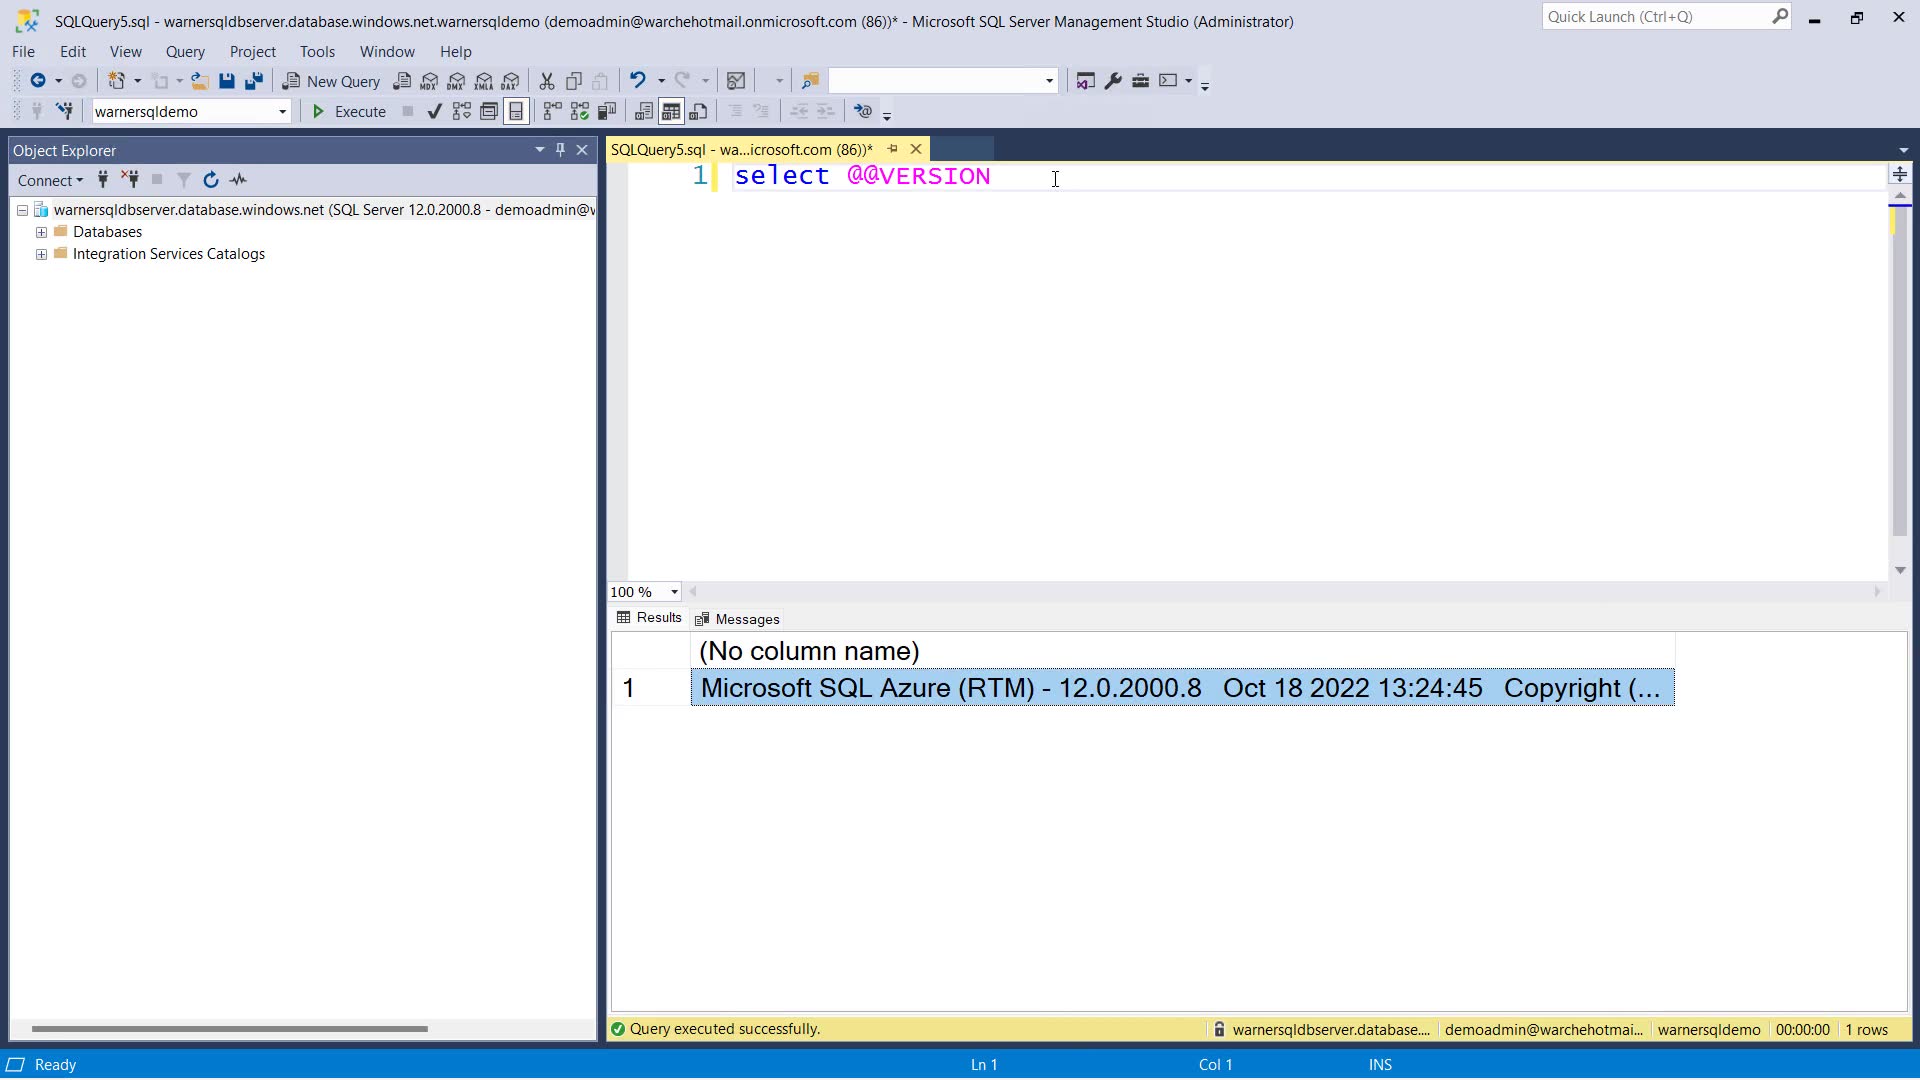 SQLQuery5.sql - warnersqldbserver.database.windows.net.warnersqldemo (demoadmin@warchehotmail.onmicrosoft.com (86))* - Microsoft SQL Server Management Studio (Administrator)
Quick Launch (Ctrl+Q)
File Edit View Query Project Tools Window Help
New Query MDX DMX XMLA DAX
warnersqldemo Execute
Object Explorer
SQLQuery5.sql - wa...icrosoft.com (86))*
Connect
1 select @@VERSION
warnersqldbserver.database.windows.net (SQL Server 12.0.2000.8 - demoadmin@w
Databases
Integration Services Catalogs
100 %
Results Messages
(No column name)
1 Microsoft SQL Azure (RTM) - 12.0.2000.8 Oct 18 2022 13:24:45 Copyright (...
Query executed successfully. warnersqldbserver.database.... demoadmin@warchehotmai... warnersqldemo 00:00:00 1 rows
Ready Ln 1 Col 1 INS